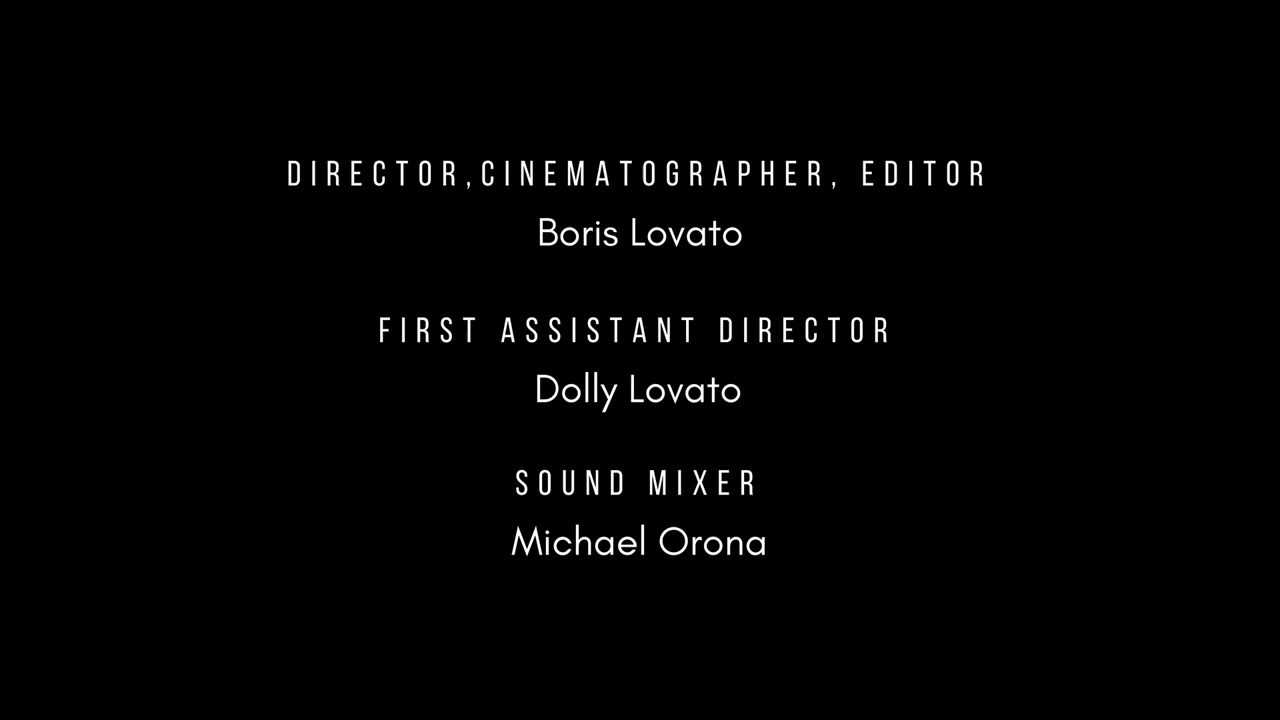 DIRECTOR,CINEMATOGRAPHER, EDITOR
Boris Lovato
FIRST ASSISTANT DIRECTOR
Dolly Lovato
SOUND MIXER
Michael Orona